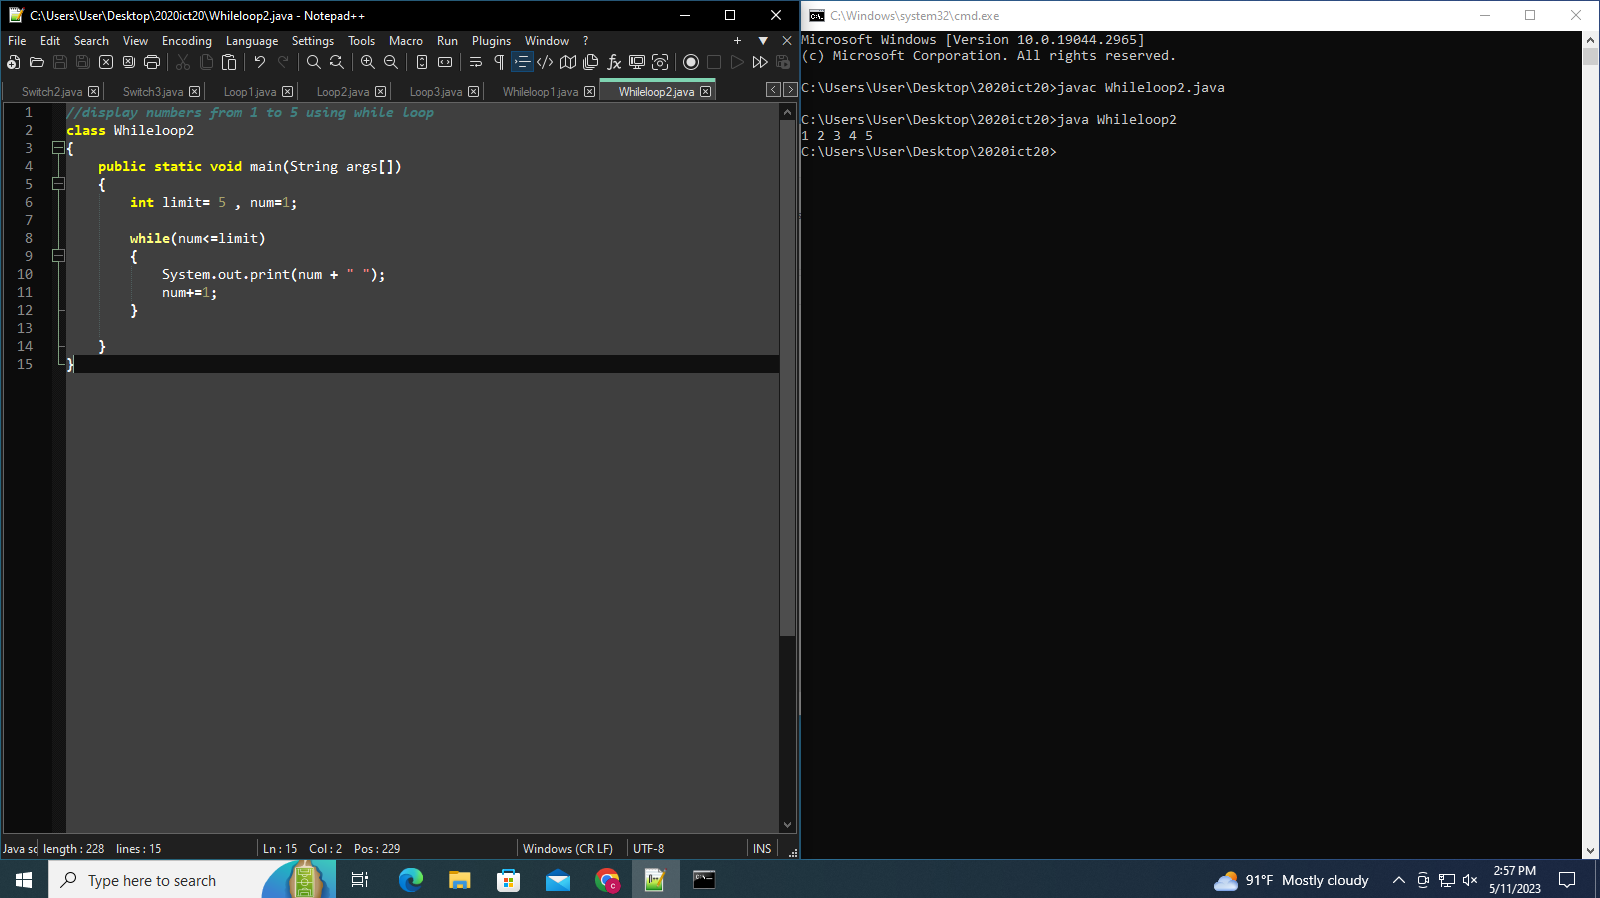 C:\Users\User\Desktop\2020ict20\Whileloop2.java - Notepad++
File Edit Search View Encoding Language Settings Tools Macro Run Plugins Window ?
Switch2.java Switch3.java Loop1.java Loop2.java Loop3.java Whileloop1.java Whileloop2.java
1 //display numbers from 1 to 5 using while loop
2 class Whileloop2
3 {
4 public static void main(String args[])
5 {
6 int limit= 5 , num=1;
7
8 while(num<=limit)
9 {
10 System.out.print(num + " ");
11 num+=1;
12 }
13
14 }
15 }
Java sc length : 228 lines : 15 Ln : 15 Col : 2 Pos : 229 Windows (CR LF) UTF-8 INS
C:\Windows\system32\cmd.exe
Microsoft Windows [Version 10.0.19044.2965]
(c) Microsoft Corporation. All rights reserved.
C:\Users\User\Desktop\2020ict20>javac Whileloop2.java
C:\Users\User\Desktop\2020ict20>java Whileloop2
1 2 3 4 5
C:\Users\User\Desktop\2020ict20>
Type here to search
91°F Mostly cloudy
2:57 PM
5/11/2023